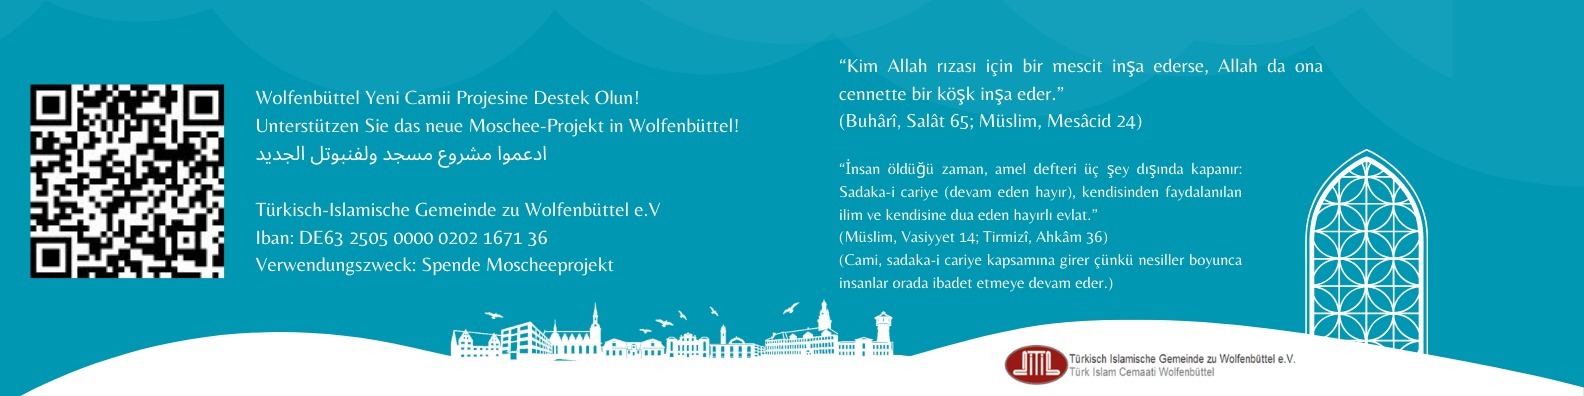 Wolfenbüttel Yeni Camii Projesine Destek Olun!
Unterstützen Sie das neue Moschee-Projekt in Wolfenbüttel!
ادعموا مشروع مسجد ولفنبوتل الجديد
Türkisch-Islamische Gemeinde zu Wolfenbüttel e.V
Iban: DE63 2505 0000 0202 1671 36
Verwendungszweck: Spende Moscheeprojekt
“Kim Allah rızası için bir mescit inşa ederse, Allah da ona
cennette bir köşk inşa eder.”
(Buhârî, Salât 65; Müslim, Mesâcid 24)
“İnsan öldüğü zaman, amel defteri üç şey dışında kapanır:
Sadaka-i cariye (devam eden hayır), kendisinden faydalanılan
ilim ve kendisine dua eden hayırlı evlat.”
(Müslim, Vasiyyet 14; Tirmizî, Ahkâm 36)
(Cami, sadaka-i cariye kapsamına girer çünkü nesiller boyunca
insanlar orada ibadet etmeye devam eder.)
Türkisch Islamische Gemeinde zu Wolfenbüttel e.V.
Türk Islam Cemaati Wolfenbüttel